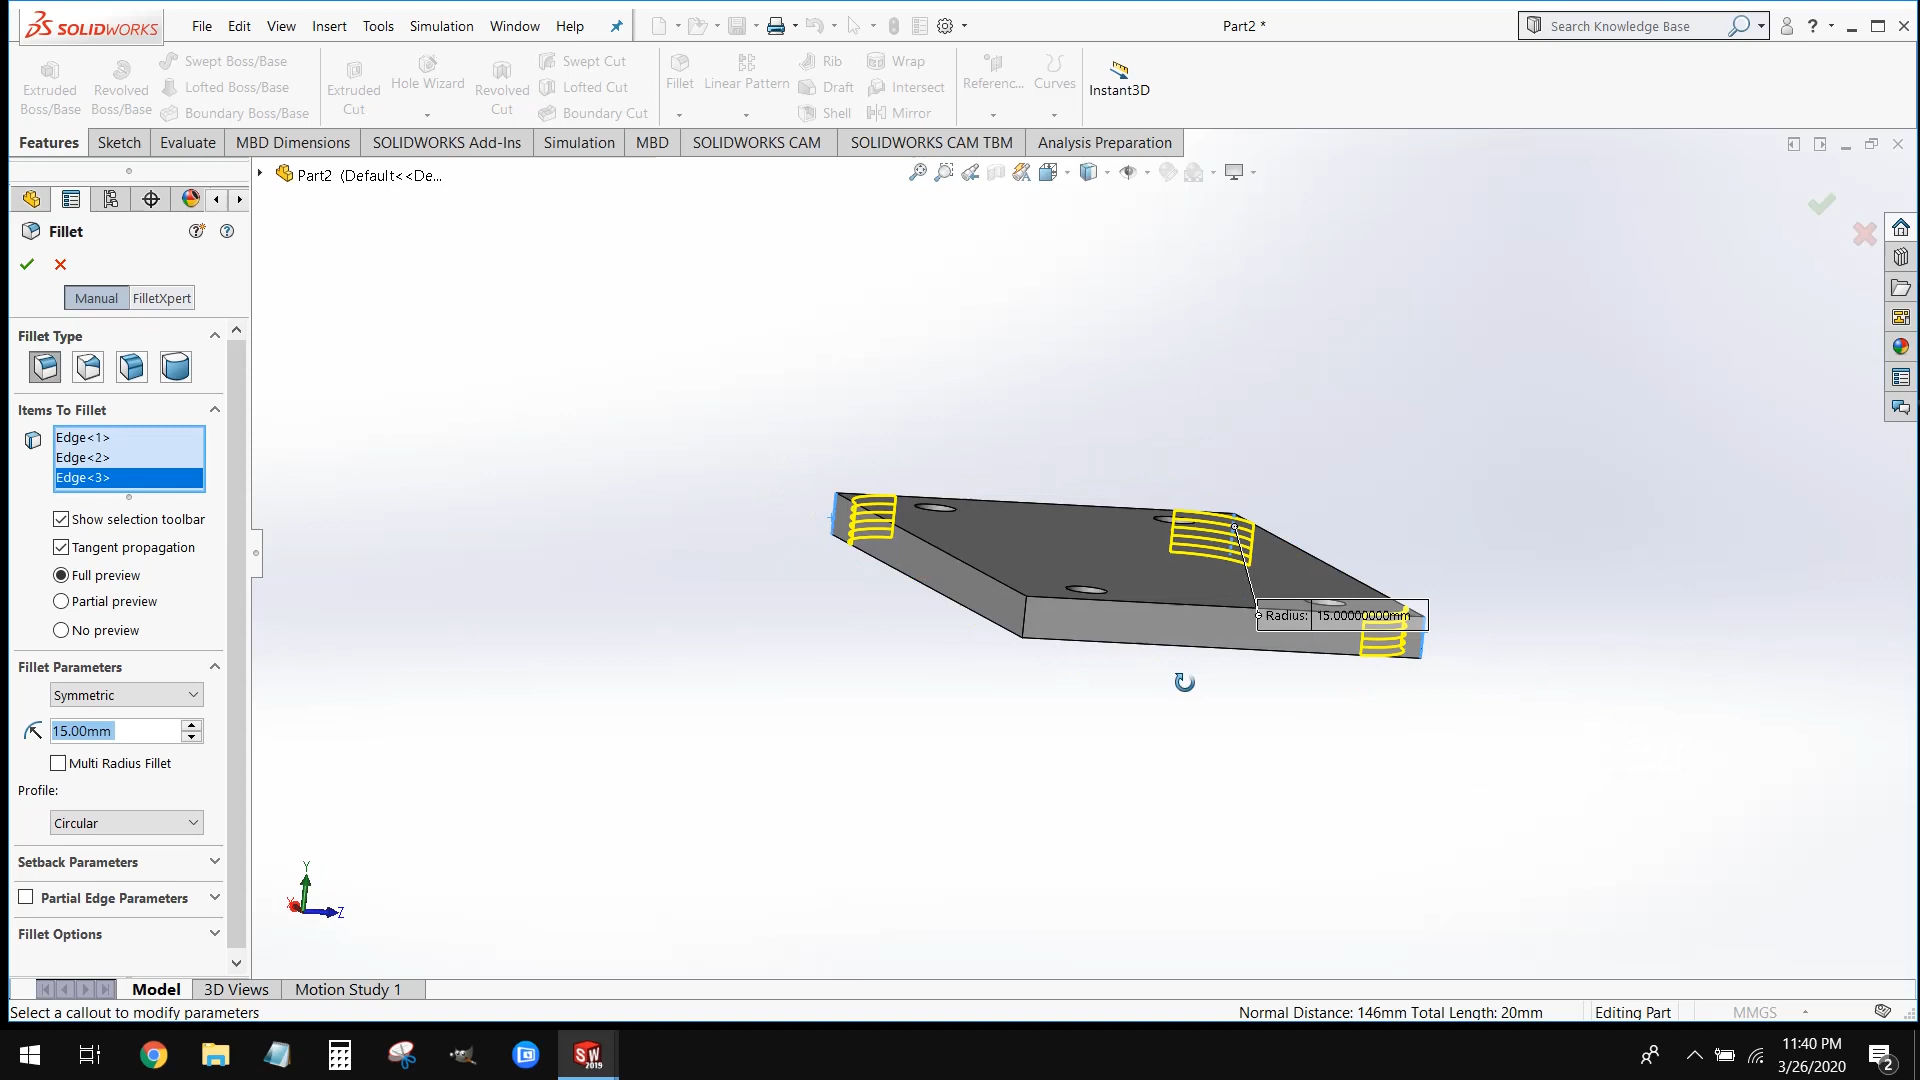 SOLIDWORKS File Edit View Insert Tools Simulation Window Help Part2 * Search Knowledge Base ?
Extruded Boss/Base
Revolved Boss/Base
Swept Boss/Base
Lofted Boss/Base
Boundary Boss/Base
Extruded Cut
Hole Wizard
Revolved Cut
Swept Cut
Lofted Cut
Boundary Cut
Fillet
Linear Pattern
Rib
Draft
Shell
Wrap
Intersect
Mirror
Referenc...
Curves
Instant3D
Features Sketch Evaluate MBD Dimensions SOLIDWORKS Add-Ins Simulation MBD SOLIDWORKS CAM SOLIDWORKS CAM TBM Analysis Preparation
Part2 (Default<<De...
Fillet
Manual FilletXpert
Fillet Type
Items To Fillet
Edge<1>
Edge<2>
Edge<3>
Show selection toolbar
Tangent propagation
Full preview
Partial preview
No preview
Fillet Parameters
Symmetric
15.00mm
Multi Radius Fillet
Profile:
Circular
Setback Parameters
Partial Edge Parameters
Fillet Options
Radius: 15.00000000mm
Y
X
Z
Model 3D Views Motion Study 1
Select a callout to modify parameters Normal Distance: 146mm Total Length: 20mm Editing Part MMGS
SW
2019
11:40 PM
3/26/2020
2